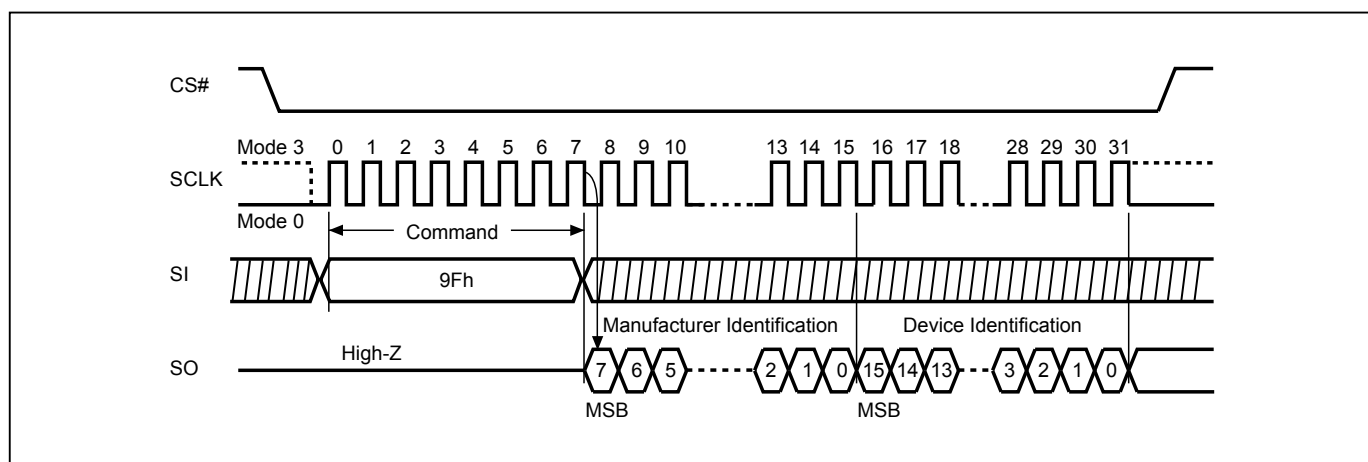 CS#
Mode 3 0 1 2 3 4 5 6 7 8 9 10 13 14 15 16 17 18 28 29 30 31
SCLK
Mode 0
Command
SI
9Fh
Manufacturer Identification Device Identification
High-Z
SO
7 6 5 2 1 0 15 14 13 3 2 1 0
MSB MSB